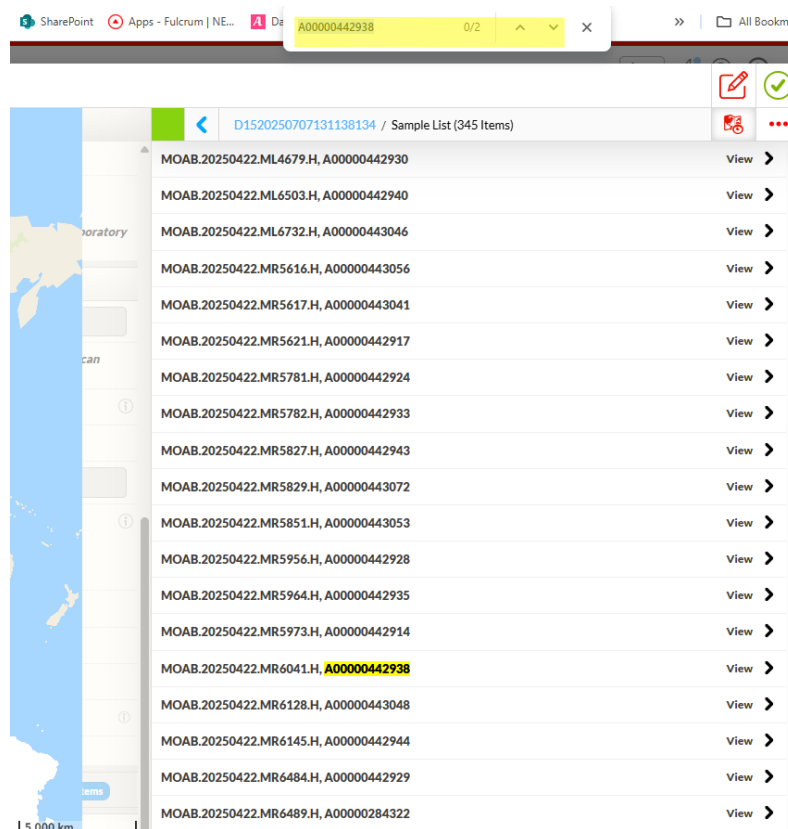 SharePoint Apps - Fulcrum | NE... Da
A00000442938 0/2
» All Bookm
D1520250707131138134 / Sample List (345 Items)
MOAB.20250422.ML4679.H, A00000442930 View
MOAB.20250422.ML6503.H, A00000442940 View
oratory
MOAB.20250422.ML6732.H, A00000443046 View
MOAB.20250422.MR5616.H, A00000443056 View
MOAB.20250422.MR5617.H, A00000443041 View
MOAB.20250422.MR5621.H, A00000442917 View
can
MOAB.20250422.MR5781.H, A00000442924 View
MOAB.20250422.MR5782.H, A00000442933 View
MOAB.20250422.MR5827.H, A00000442943 View
MOAB.20250422.MR5829.H, A00000443072 View
MOAB.20250422.MR5851.H, A00000443053 View
MOAB.20250422.MR5956.H, A00000442928 View
MOAB.20250422.MR5964.H, A00000442935 View
MOAB.20250422.MR5973.H, A00000442914 View
MOAB.20250422.MR6041.H, A00000442938 View
MOAB.20250422.MR6128.H, A00000443048 View
MOAB.20250422.MR6145.H, A00000442944 View
MOAB.20250422.MR6484.H, A00000442929 View
tems
MOAB.20250422.MR6489.H, A00000284322 View
5,000 km